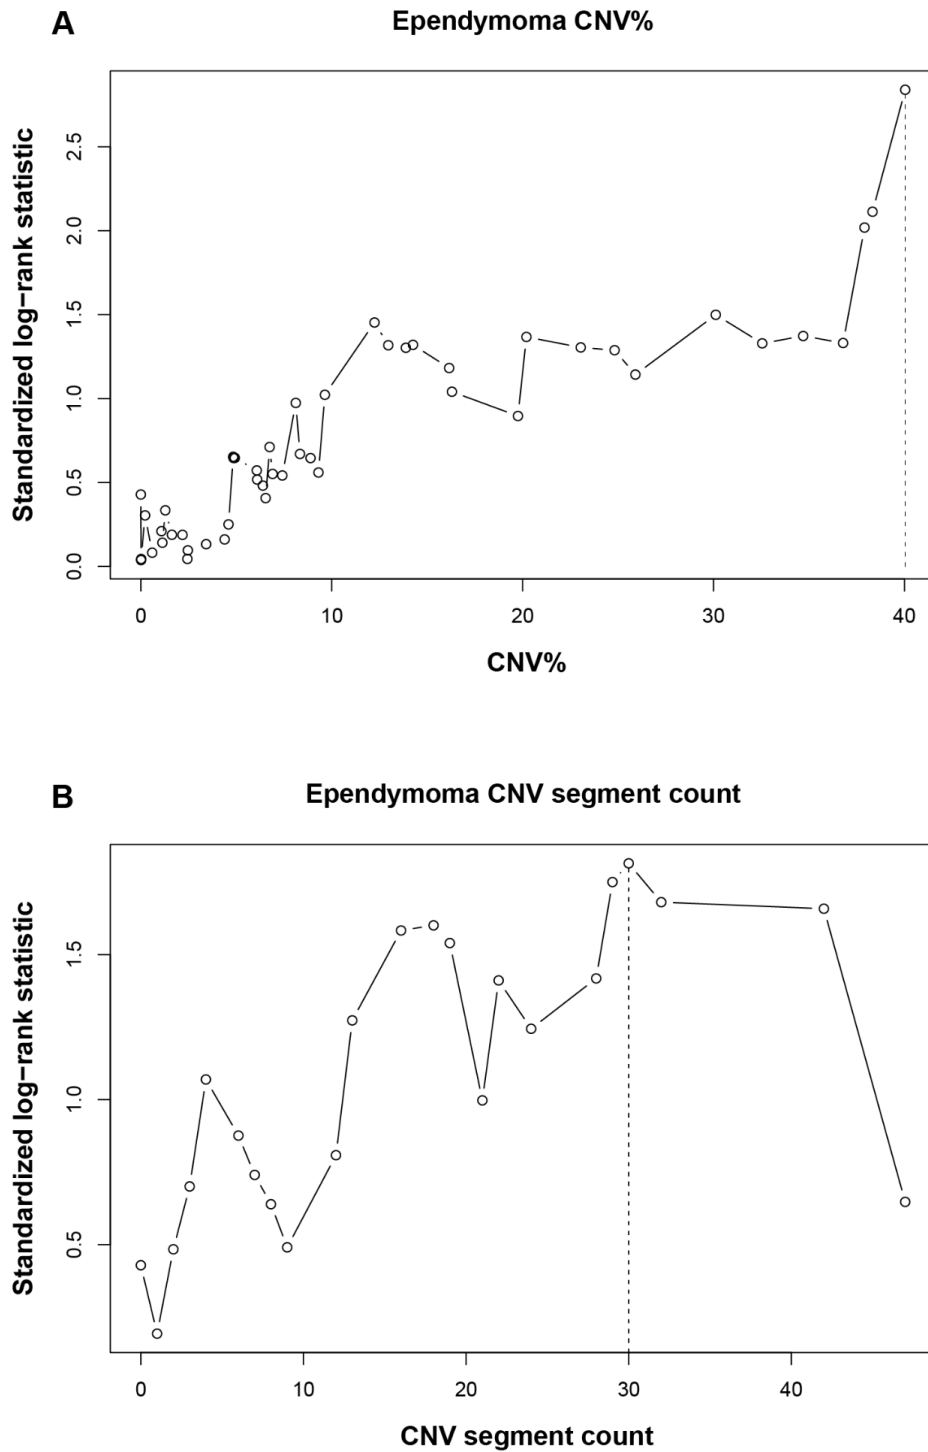 A
Ependymoma CNV%
Standardized log−rank statistic
2.5
2.0
1.5
1.0
0.5
0.0
0 10 20 30 40
CNV%
B
Ependymoma CNV segment count
Standardized log−rank statistic
1.5
1.0
0.5
0 10 20 30 40
CNV segment count